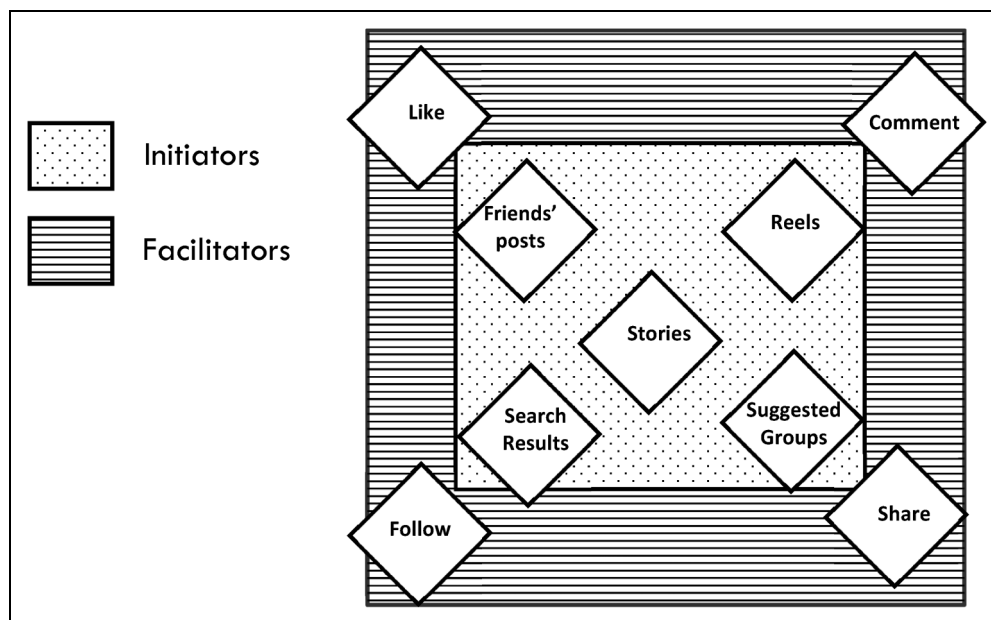 Initiators
Facilitators
Like
Comment
Friends'
posts
Reels
Stories
Search
Results
Suggested
Groups
Follow
Share